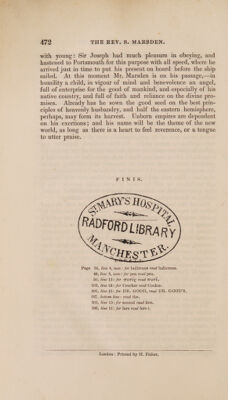 472 THE REV. S. MARSDEN.
with young: Sir Joseph had much pleasure in obeying, and
hastened to Portsmouth for this purpose with all speed, where he
arrived just in time to put his present on board before the ship
sailed. At this moment Mr. Marsden is on his passage,—in
humility a child, in vigour of mind and benevolence an angel,
full of enterprise for the good of mankind, and especially of his
native country, and full of faith and reliance on the divine pro-
mises. Already has he sown the good seed on the best prin-
ciples of heavenly husbandry, and half the eastern hemisphere,
perhaps, may form its harvest. Unborn empires are dependent
on his exertions; and his name will be the theme of the new
world, as long as there is a heart to feel reverence, or a tongue
to utter praise.
FINIS.
ST. MARY'S HOSPITAL
RADFORD LIBRARY
MANCHESTER.
Page
for DR. GOOD, read DR. GOOD'S.
London: Printed by H. Fisher.